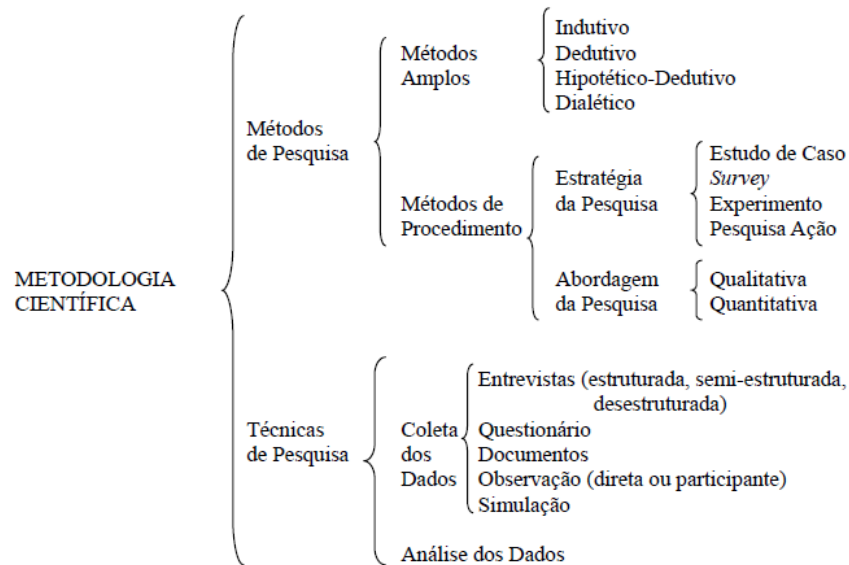 METODOLOGIA
CIENTÍFICA
Métodos
de Pesquisa
Métodos
Amplos
Indutivo
Dedutivo
Hipotético-Dedutivo
Dialético
Métodos de
Procedimento
Estratégia
da Pesquisa
Estudo de Caso
Survey
Experimento
Pesquisa Ação
Abordagem
da Pesquisa
Qualitativa
Quantitativa
Técnicas
de Pesquisa
Coleta
dos
Dados
Entrevistas (estruturada, semi-estruturada,
desestruturada)
Questionário
Documentos
Observação (direta ou participante)
Simulação
Análise dos Dados